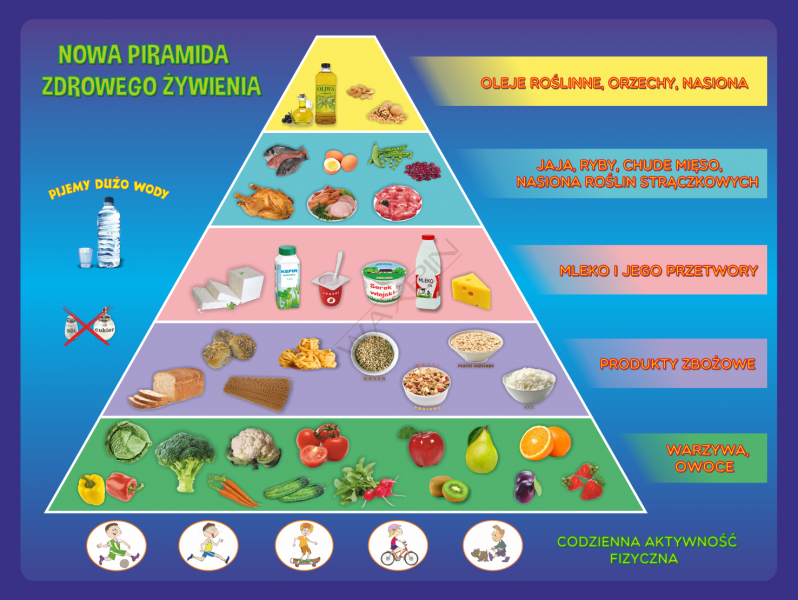 NOWA PIRAMIDA
ZDROWEGO ŻYWIENIA
OLEJE ROŚLINNE, ORZECHY, NASIONA
OLIWA
JAJA, RYBY, CHUDE MIĘSO,
NASIONA ROŚLIN STRĄCZKOWYCH
PIJEMY DUŻO WODY
KEFIR
Serek
wiejski
MLEKO
MLEKO I JEGO PRZETWORY
sól
cukier
PRODUKTY ZBOŻOWE
WARZYWA,
OWOCE
CODZIENNA AKTYWNOŚĆ
FIZYCZNA